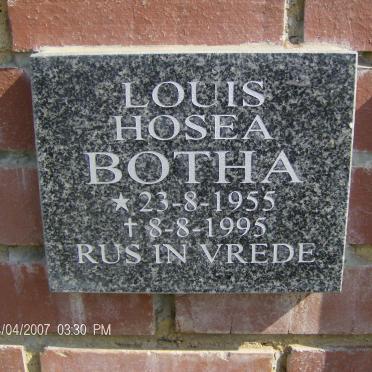 LOUIS
HOSEA
BOTHA
★ 23-8-1955
✝ 8-8-1995
RUS IN VREDE
/04/2007 03:30 PM